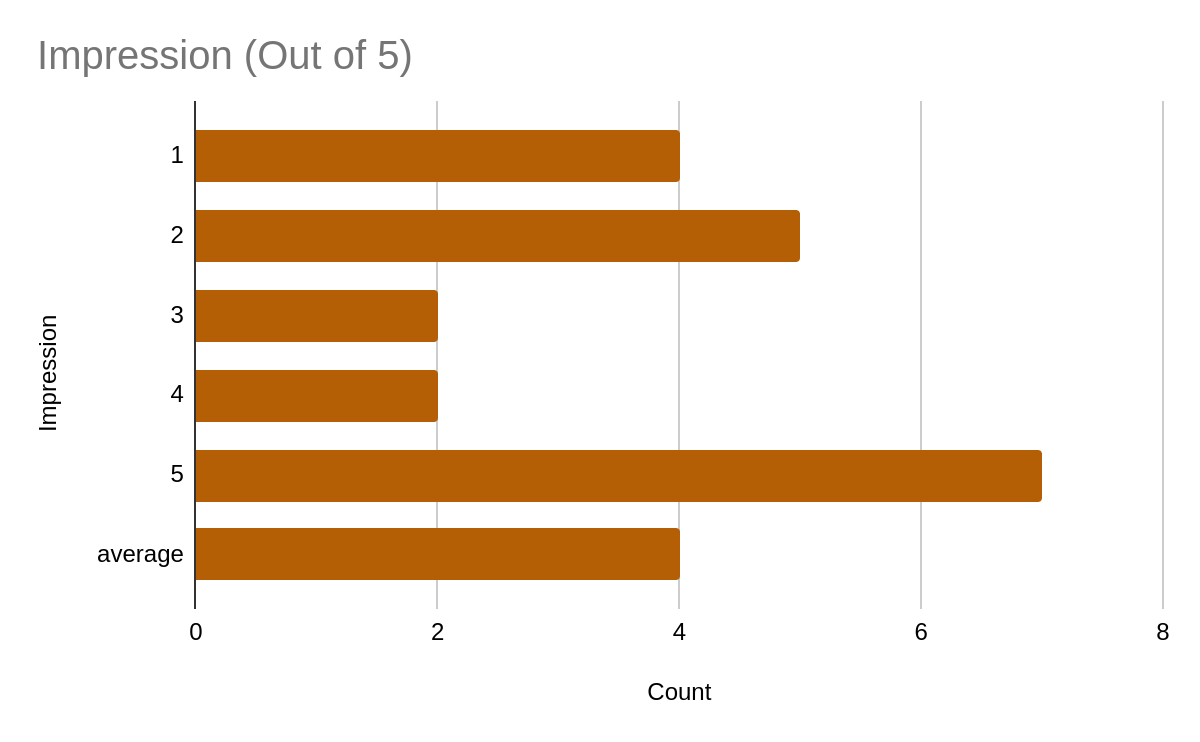 Impression (Out of 5)
Impression
1
2
3
4
5
average
0 2 4 6 8
Count